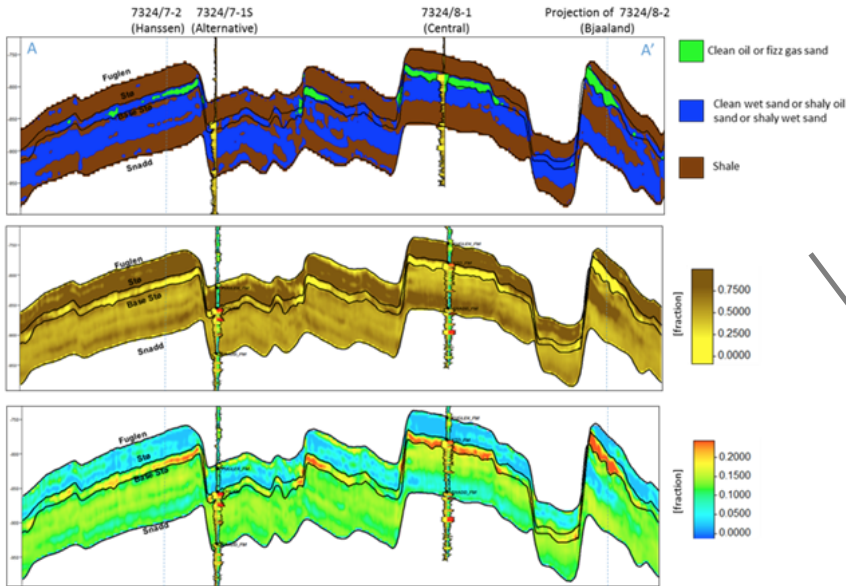 7324/7-2
(Hanssen)
7324/7-1S
(Alternative)
7324/8-1
(Central)
Projection of 7324/8-2
(Bjaaland)
A
A'
Fuglen
Stø
Base Stø
Snadd
Clean oil or fizz gas sand
Clean wet sand or shaly oil
sand or shaly wet sand
Shale
Fuglen
Stø
Base Stø
Snadd
[fraction]
0.7500
0.5000
0.2500
0.0000
Fuglen
Stø
Base Stø
Snadd
[fraction]
0.2000
0.1500
0.1000
0.0500
0.0000